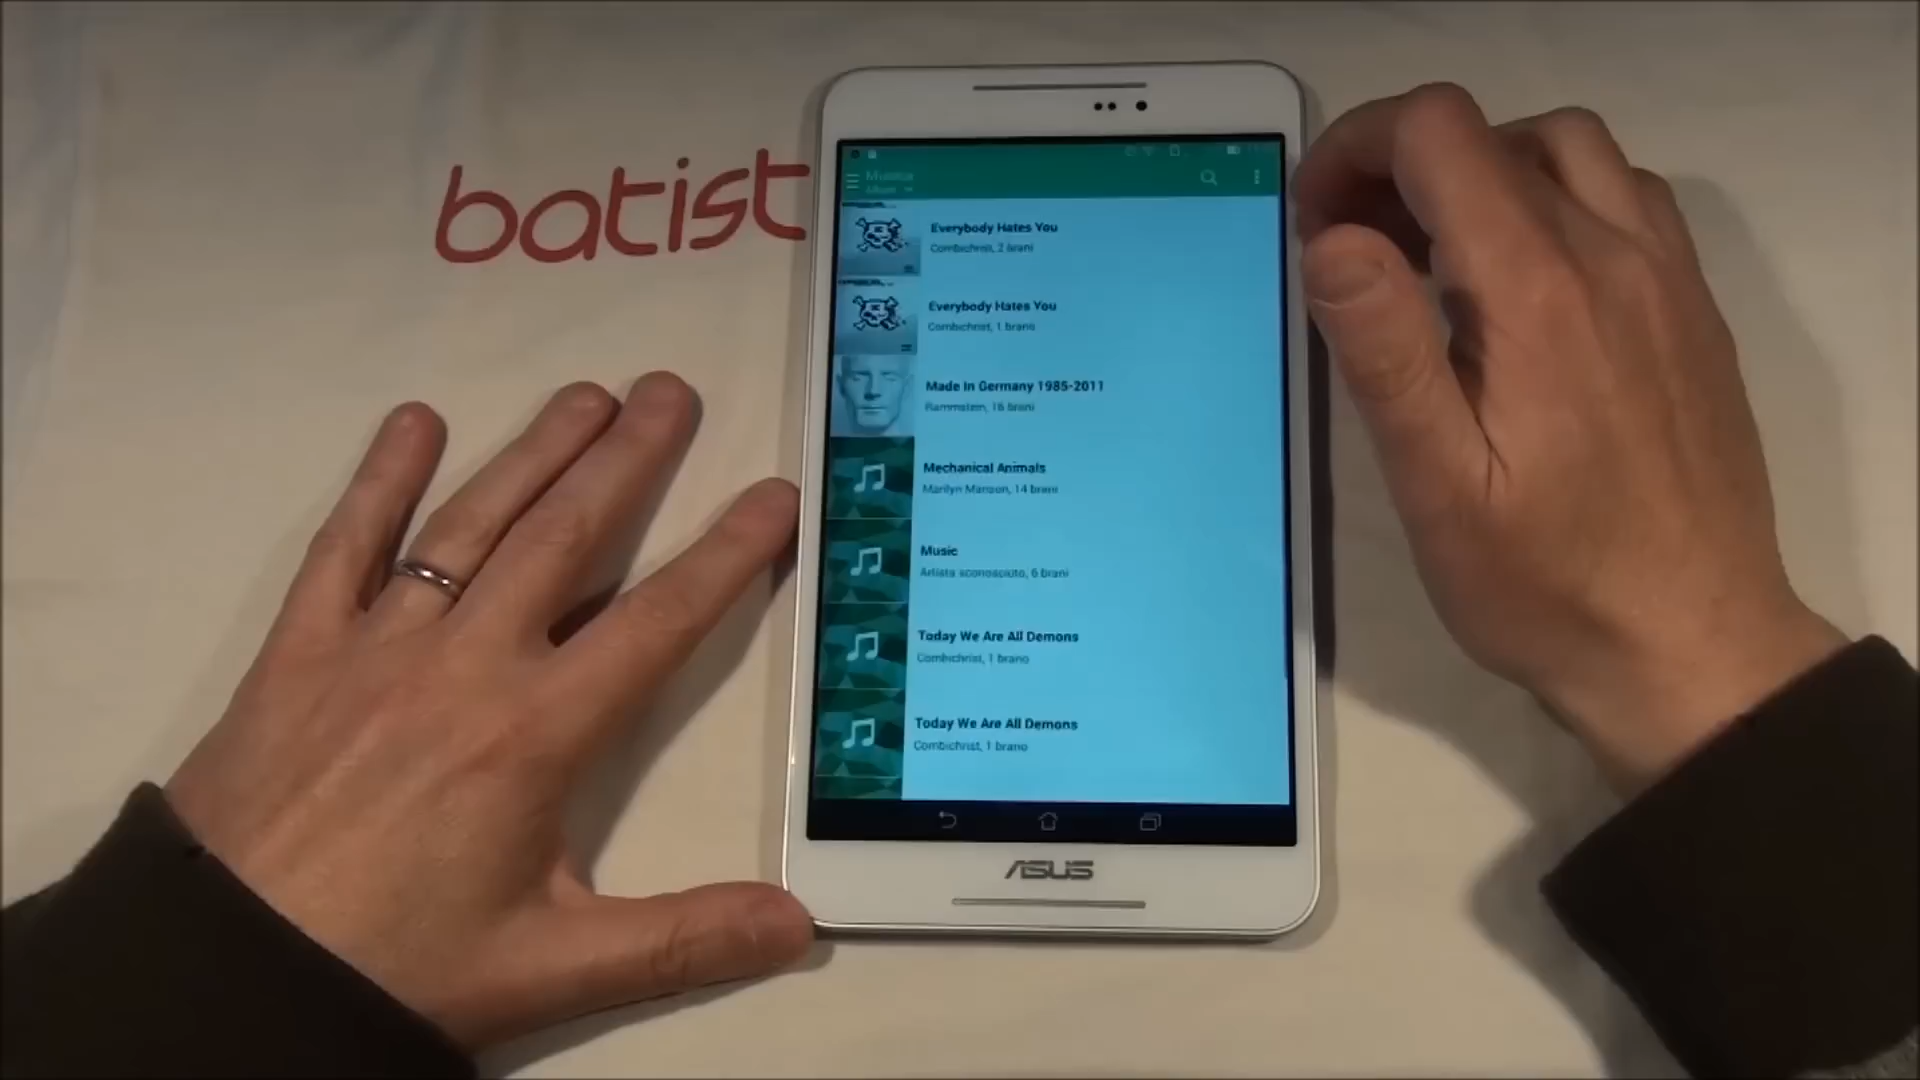 batist
Musica
Album
Everybody Hates You
Combichrist, 2 brani
Everybody Hates You
Combichrist, 1 brano
Made In Germany 1985-2011
Rammstein, 16 brani
Mechanical Animals
Marilyn Manson, 14 brani
Music
Artista sconosciuto, 6 brani
Today We Are All Demons
Combichrist, 1 brano
Today We Are All Demons
Combichrist, 1 brano
ASUS